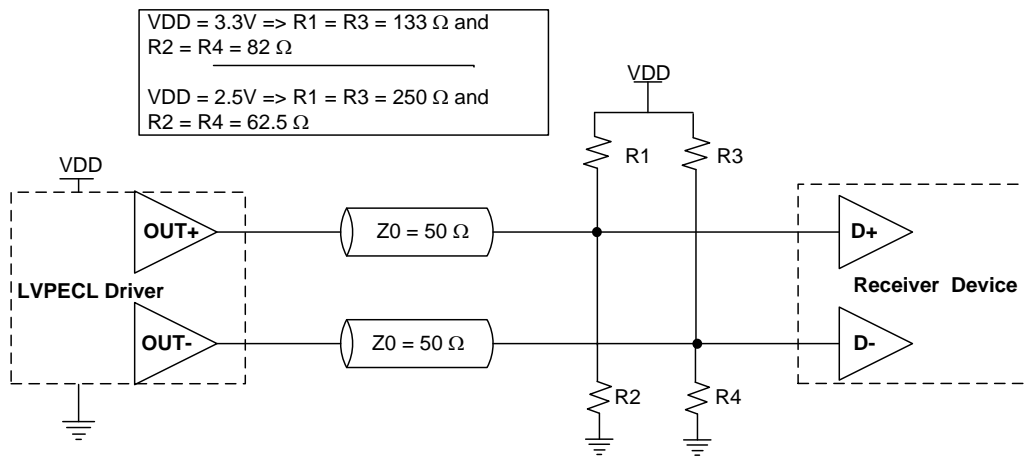 VDD = 3.3V => R1 = R3 = 133 Ω and
R2 = R4 = 82 Ω
VDD = 2.5V => R1 = R3 = 250 Ω and
R2 = R4 = 62.5 Ω
VDD
R1
R3
VDD
OUT+
Z0 = 50 Ω
D+
LVPECL Driver
Receiver Device
OUT-
Z0 = 50 Ω
D-
R2
R4